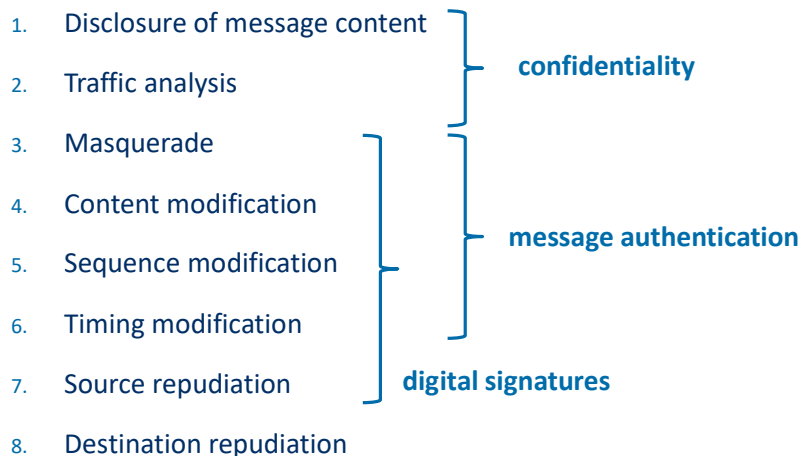 1. Disclosure of message content
confidentiality
2. Traffic analysis
3. Masquerade
4. Content modification
message authentication
5. Sequence modification
6. Timing modification
7. Source repudiation
digital signatures
8. Destination repudiation